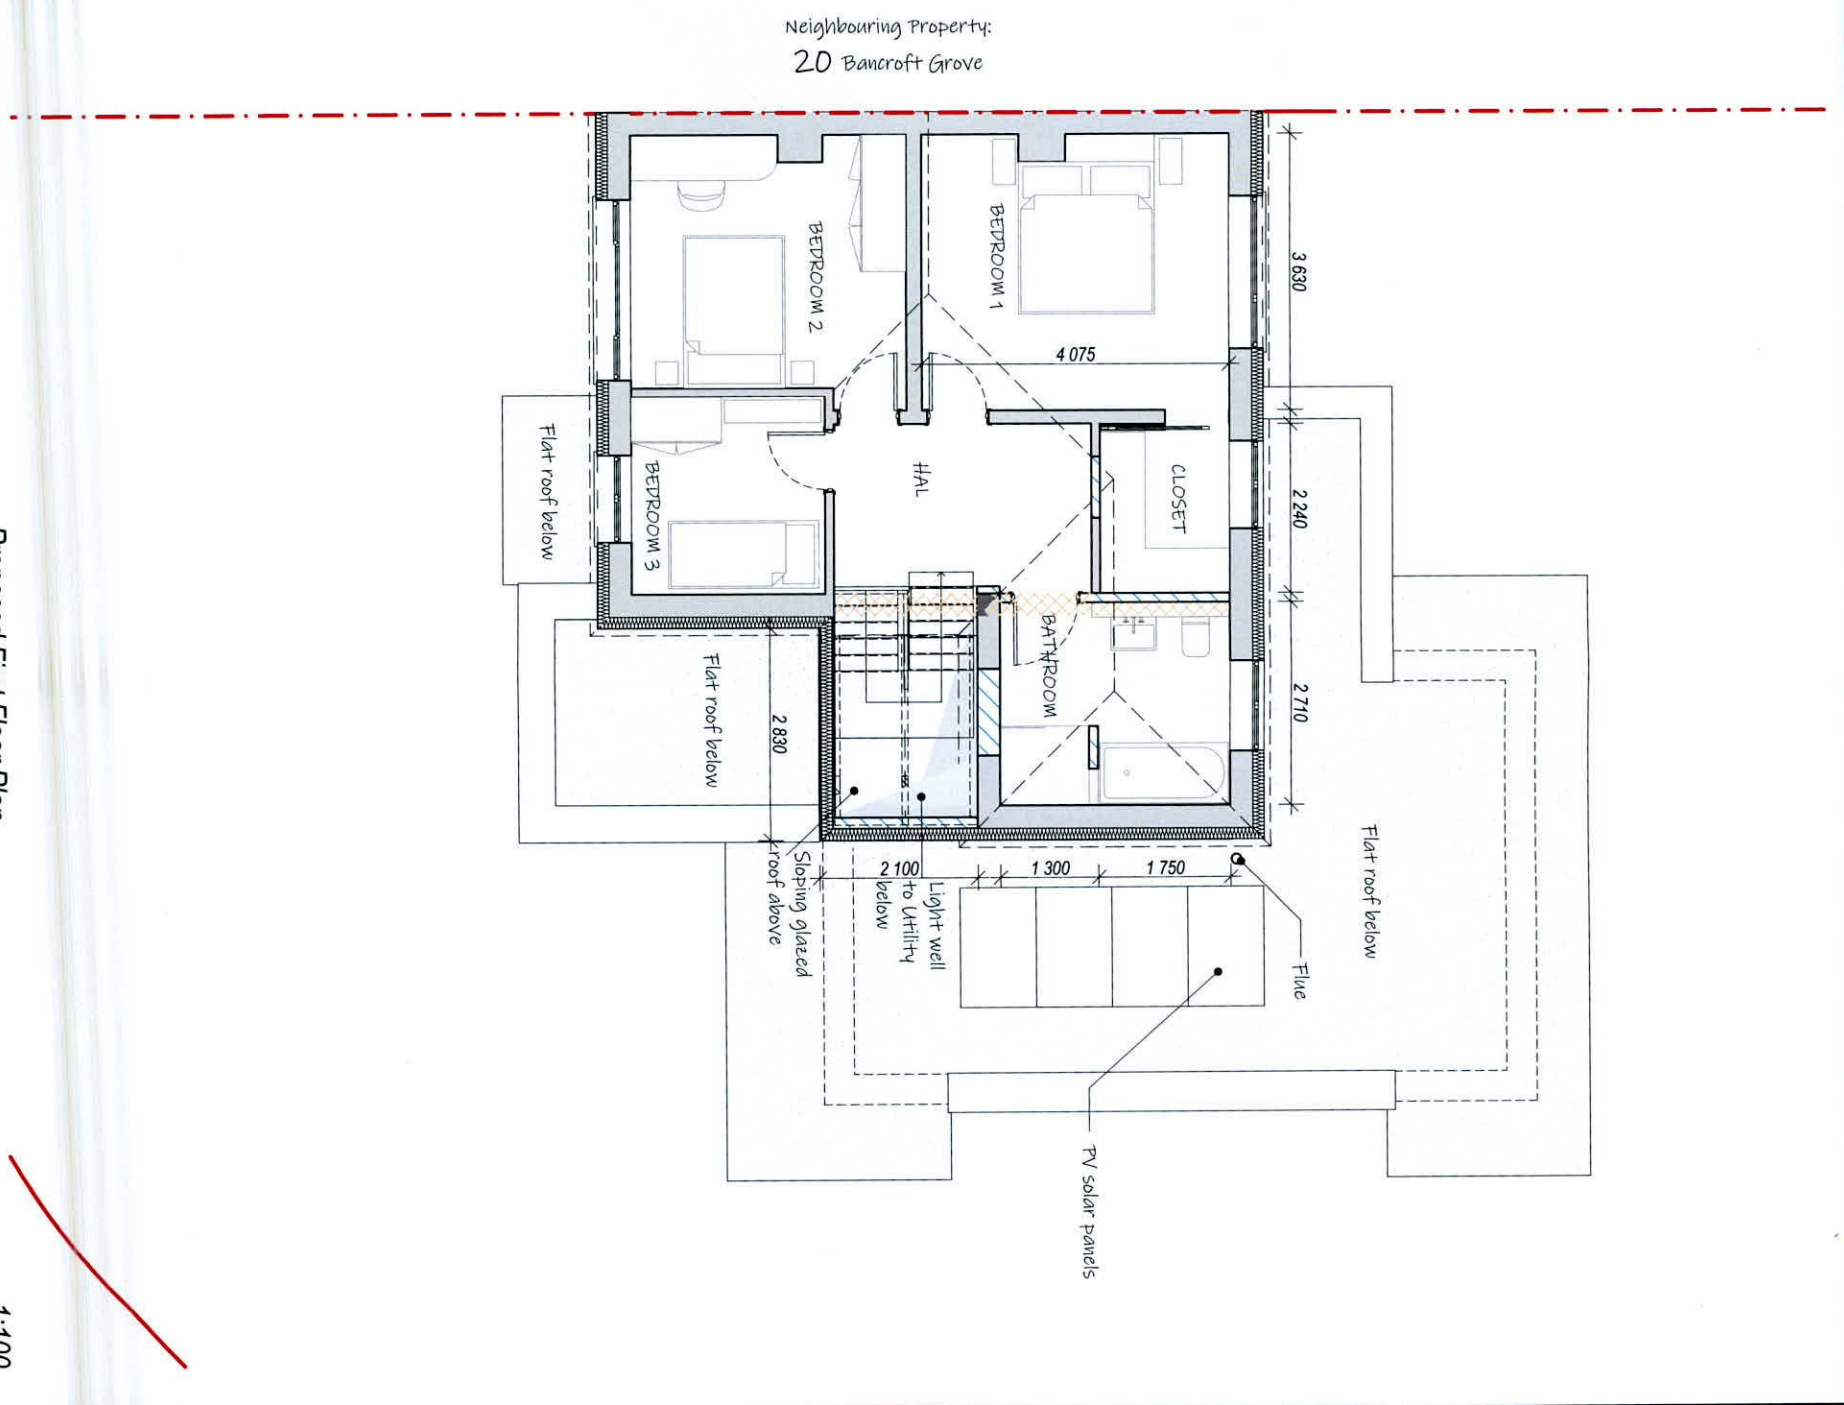 Neighbouring Property:
20 Bancroft Grove
BEDROOM 1
BEDROOM 2
3 630
4 075
HAL
CLOSET
2 240
BEDROOM 3
Flat roof below
BATHROOM
2 710
Flat roof below
2 830
2 100
1 300
1 750
Sloping glazed
roof above
Light well
to Utility
below
Flue
Flat roof below
PV solar panels
1:100